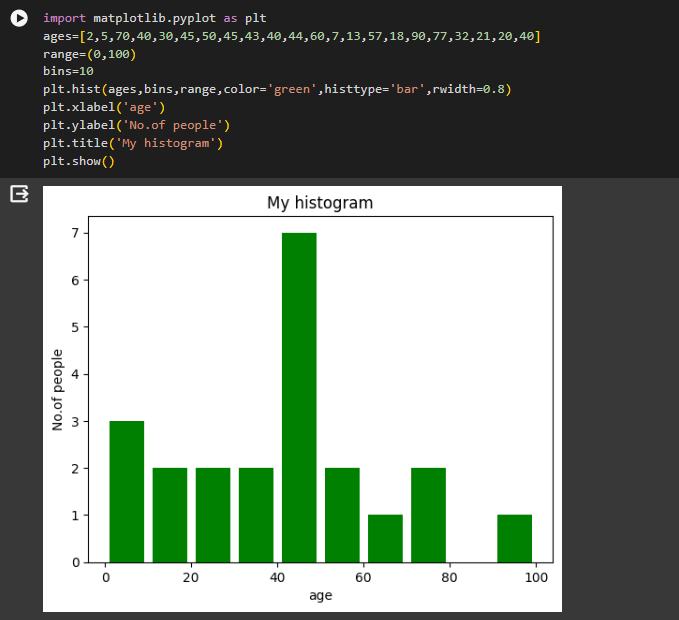 import matplotlib.pyplot as plt
ages=[2,5,70,40,30,45,50,45,43,40,44,60,7,13,57,18,90,77,32,21,20,40]
range=(0,100)
bins=10
plt.hist(ages,bins,range,color='green',histtype='bar',rwidth=0.8)
plt.xlabel('age')
plt.ylabel('No.of people')
plt.title('My histogram')
plt.show()
My histogram
7
6
5
4
3
2
1
0
No.of people
0 20 40 60 80 100
age